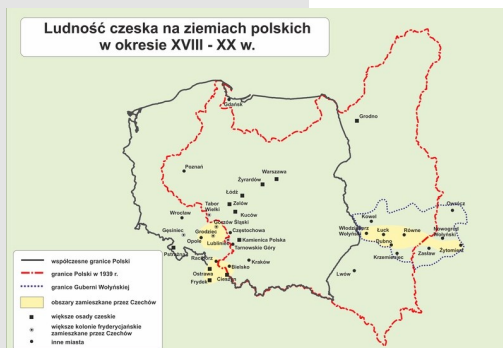 Ludność czeska na ziemiach polskich
w okresie XVIII - XX w.
Gdańsk
Grodno
Poznań
Warszawa
Żyrardów
Łódź
Tabor
Wielki
Zelów
Kuców
Wrocław
Gęsiniec
Grodziec
Opole
Częstochowa
Lubliniec
Kamienica Polska
Tarnowskie Góry
Racibórz
Bielsko
Kraków
Ostrawa
Cieszyn
Frydek
Lwów
Kowel
Owrócz
Włodzimierz
Wołyński
Łuck
Równe
Nowogród
Wołyński
Dubno
Krzemieniec
Zasław
Żytomierz
współczesne granice Polski
granice Polski w 1939 r.
granice Guberni Wołyńskiej
obszary zamieszkane przez Czechów
większe osady czeskie
większe kolonie fryderycjańskie
zamieszkane przez Czechów
inne miasta